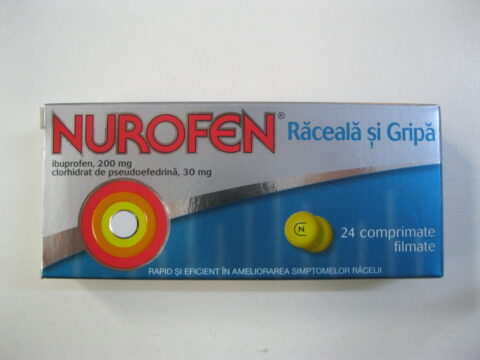 NUROFEN® Răceală și Gripă
ibuprofen, 200 mg
clorhidrat de pseudoefedrină, 30 mg
N
24 comprimate
filmate
RAPID ȘI EFICIENT ÎN AMELIORAREA SIMPTOMELOR RĂCELII